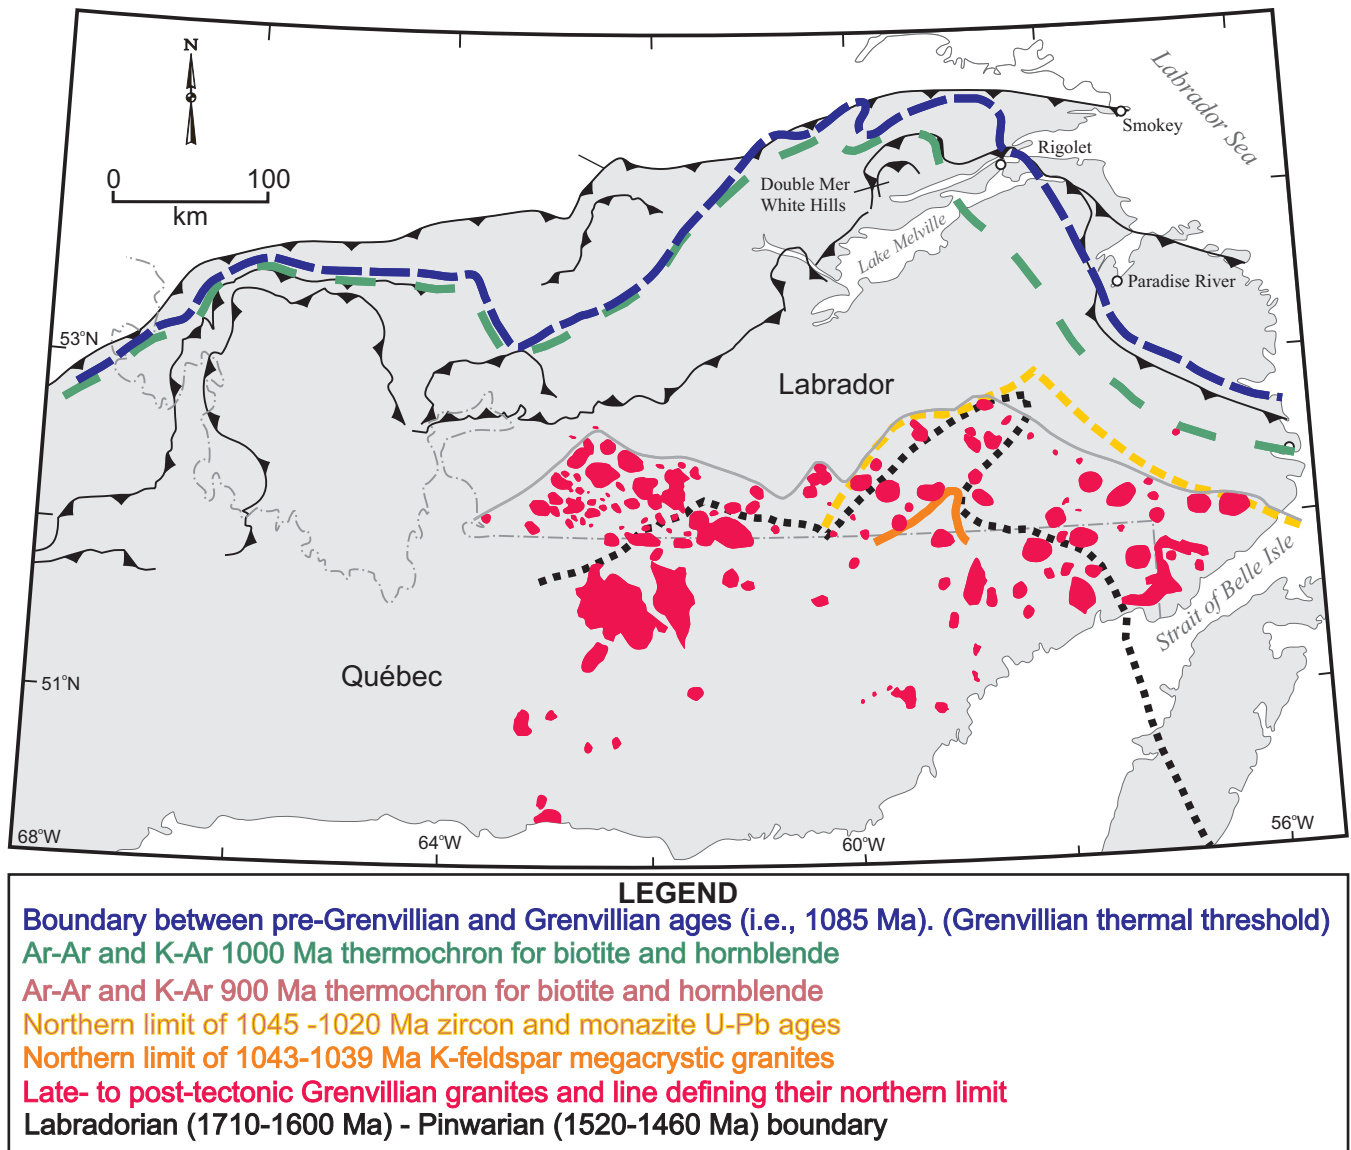 N
0 100
km
Labrador Sea
Smokey
Rigolet
Double Mer
White Hills
Lake Melville
Paradise River
53°N
Labrador
Strait of Belle Isle
Québec
51°N
68°W
64°W
60°W
56°W
LEGEND
Boundary between pre-Grenvillian and Grenvillian ages (i.e., 1085 Ma). (Grenvillian thermal threshold)
Ar-Ar and K-Ar 1000 Ma thermochron for biotite and hornblende
Ar-Ar and K-Ar 900 Ma thermochron for biotite and hornblende
Northern limit of 1045 -1020 Ma zircon and monazite U-Pb ages
Northern limit of 1043-1039 Ma K-feldspar megacrystic granites
Late- to post-tectonic Grenvillian granites and line defining their northern limit
Labradorian (1710-1600 Ma) - Pinwarian (1520-1460 Ma) boundary